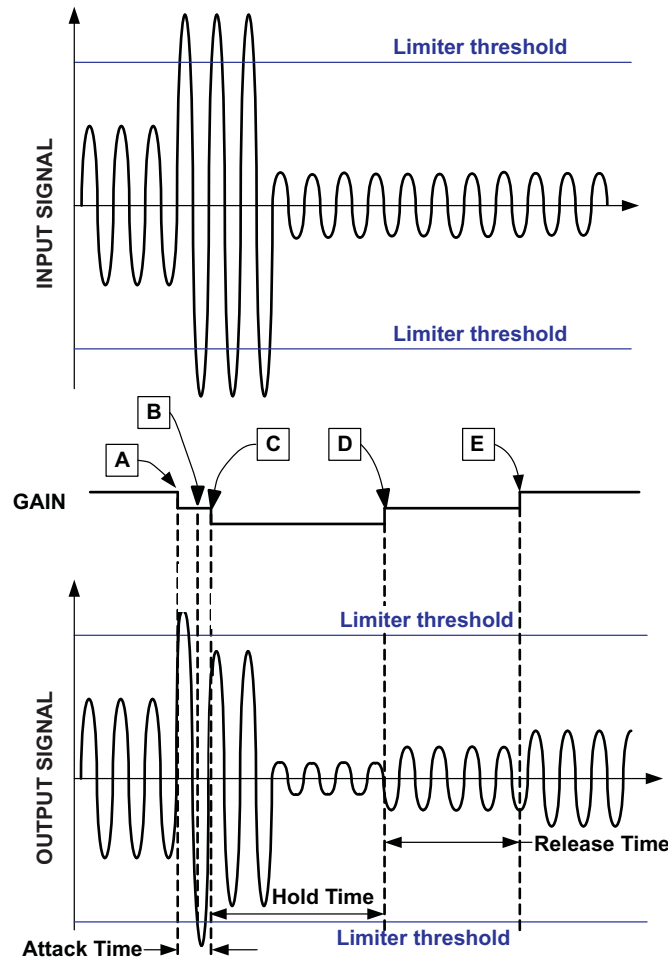 Limiter threshold
INPUT SIGNAL
Limiter threshold
B
A
C
D
E
GAIN
Limiter threshold
OUTPUT SIGNAL
Release Time
Hold Time
Limiter threshold
Attack Time